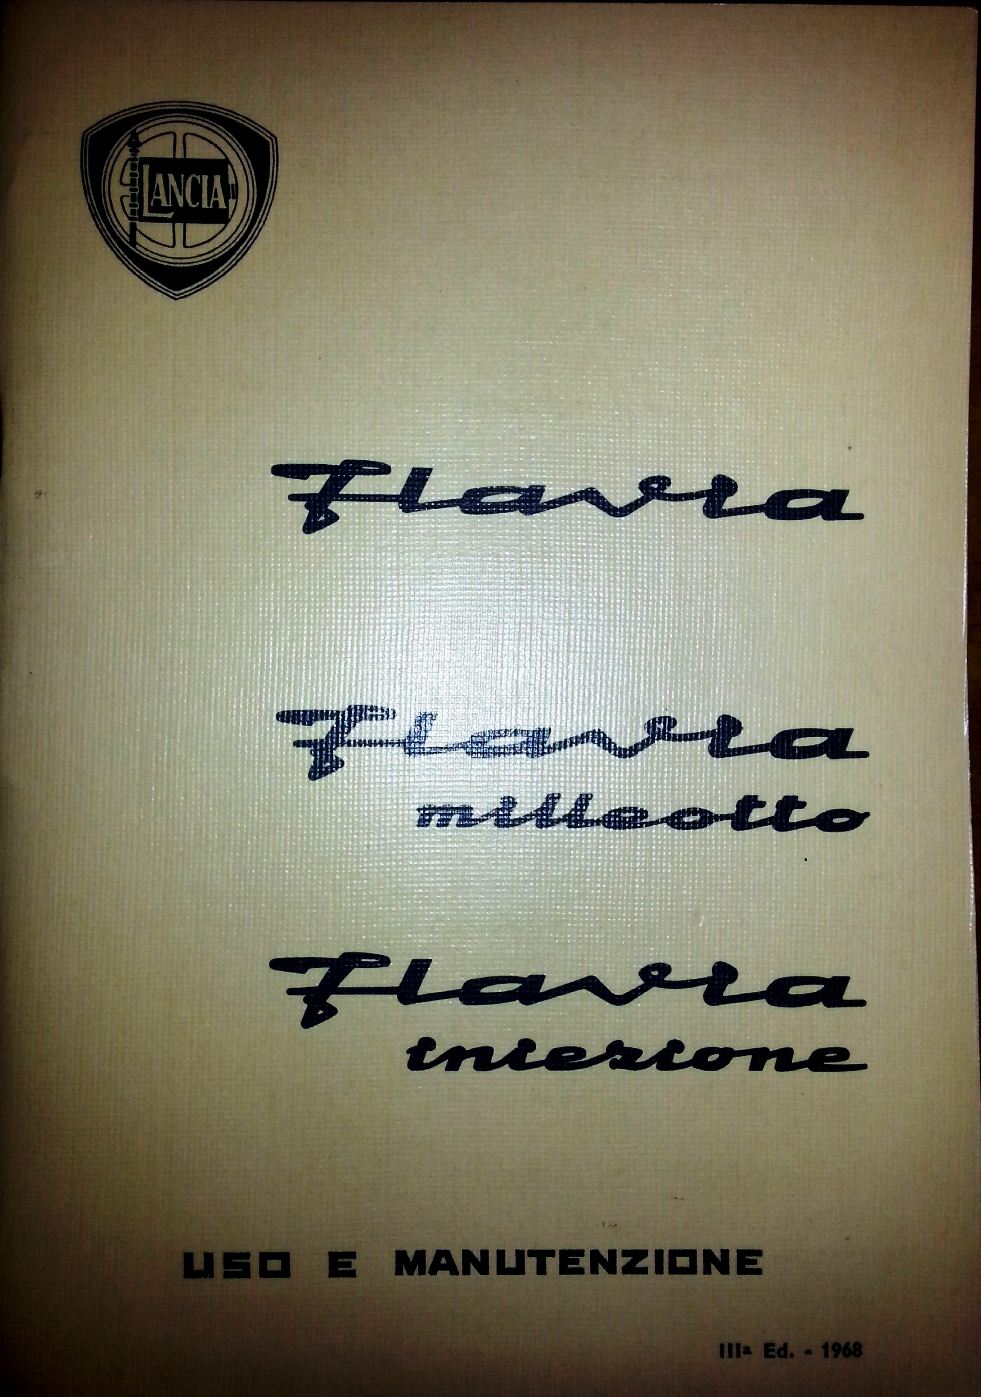 LANCIA
Flavia
Flavia
milleotto
Flavia
iniezione
USO E MANUTENZIONE
IIIª Ed. - 1968